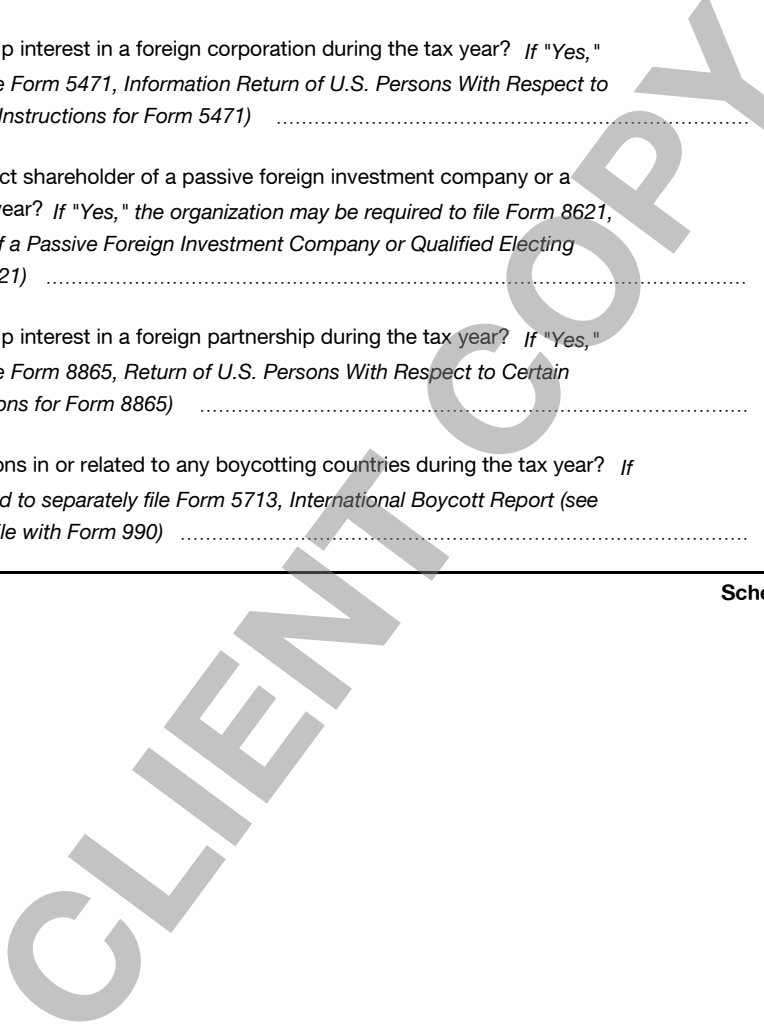 p interest in a foreign corporation during the tax year? If "Yes,"
e Form 5471, Information Return of U.S. Persons With Respect to
Instructions for Form 5471) ................................................................................
ct shareholder of a passive foreign investment company or a
year? If "Yes," the organization may be required to file Form 8621,
f a Passive Foreign Investment Company or Qualified Electing
21) ................................................................................
p interest in a foreign partnership during the tax year? If "Yes,"
e Form 8865, Return of U.S. Persons With Respect to Certain
ons for Form 8865) ................................................................................
ons in or related to any boycotting countries during the tax year? If
d to separately file Form 5713, International Boycott Report (see
le with Form 990) ................................................................................
Sche
CLIENT COPY